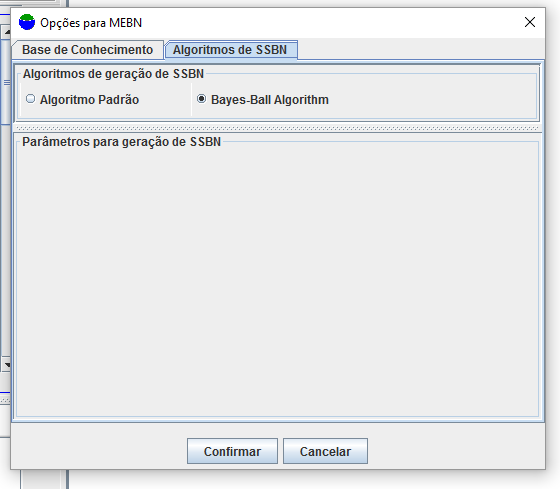 Opções para MEBN
Base de Conhecimento Algoritmos de SSBN
Algoritmos de geração de SSBN
Algoritmo Padrão Bayes-Ball Algorithm
Parâmetros para geração de SSBN
Confirmar Cancelar